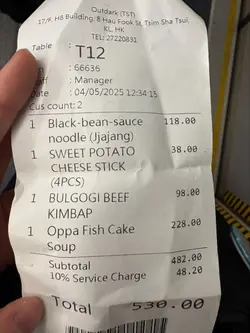 Outdark (TST)
17/F, H8 Building, 8 Hau Fook St, Tsim Sha Tsui,
KL, HK
TEL: 27220831
Table : T12
: 66636
aff : Manager
Date : 04/05/2025 12:34:15
Cus count: 2
1 Black-bean-sauce 118.00
noodle (Jjajang)
1 SWEET POTATO 38.00
CHEESE STICK
(4PCS)
1 BULGOGI BEEF 98.00
KIMBAP
1 Oppa Fish Cake 228.00
Soup
Subtotal 482.00
10% Service Charge 48.20
Total 530.00